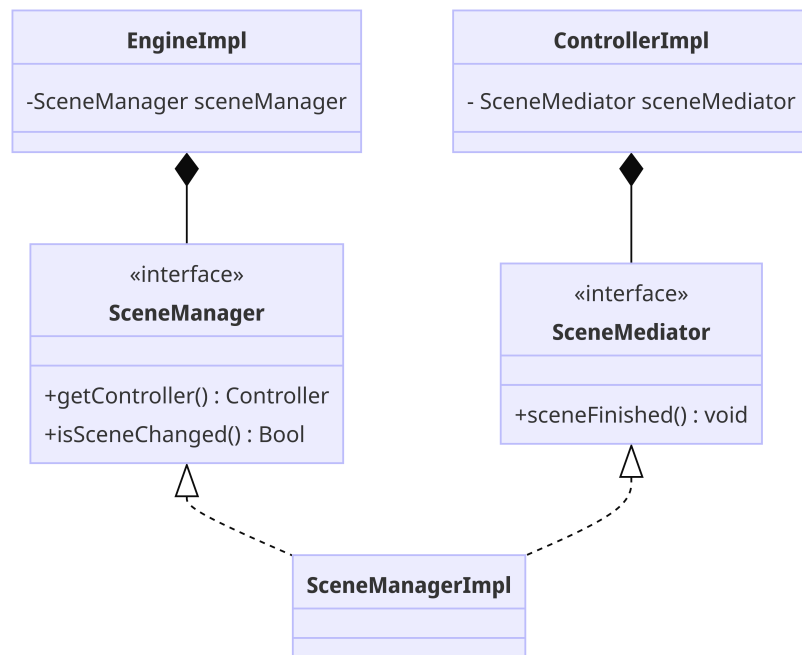 EngineImpl
-SceneManager sceneManager
ControllerImpl
- SceneMediator sceneMediator
«interface»
SceneManager
+getController() : Controller
+isSceneChanged() : Bool
«interface»
SceneMediator
+sceneFinished() : void
SceneManagerImpl